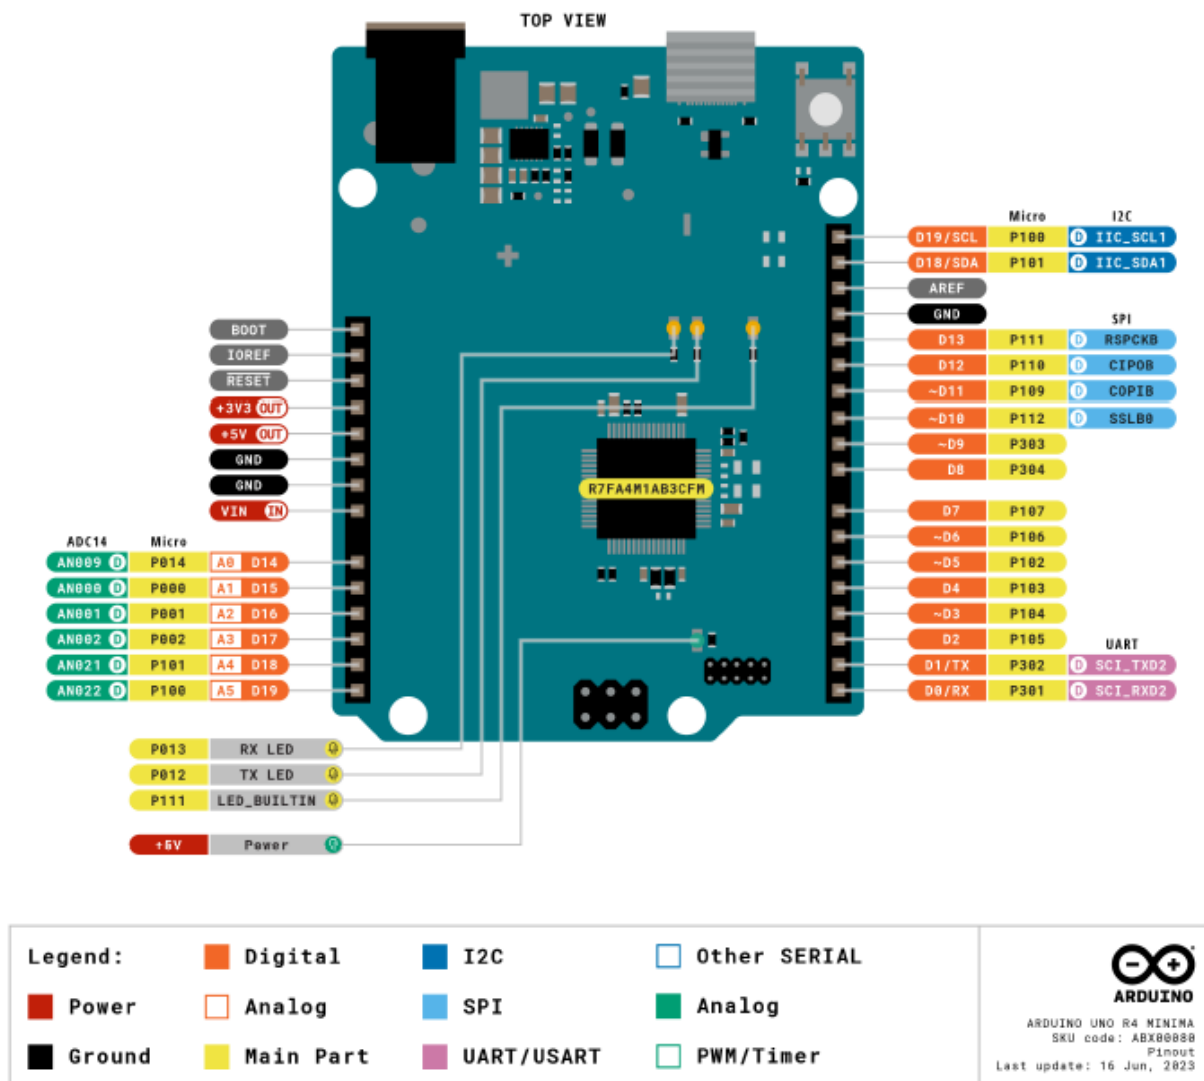 TOP VIEW
Micro I2C
D19/SCL P100 D IIC_SCL1
D18/SDA P101 D IIC_SDA1
AREF
GND
SPI
D13 P111 D RSPCKB
D12 P110 D CIPOB
~D11 P109 D COPIB
~D10 P112 D SSLB0
~D9 P303
D8 P304
D7 P107
~D6 P106
~D5 P102
D4 P103
~D3 P104
D2 P105
UART
D1/TX P302 D SCI_TXD2
D0/RX P301 D SCI_RXD2
BOOT
IOREF
RESET
+3V3 OUT
+5V OUT
GND
GND
VIN IN
ADC14 Micro
AN009 D P014 A0 D14
AN000 D P000 A1 D15
AN001 D P001 A2 D16
AN002 D P002 A3 D17
AN021 D P101 A4 D18
AN022 D P100 A5 D19
R7FA4M1AB3CFM
P013 RX LED
P012 TX LED
P111 LED_BUILTIN
+5V Power
Legend:
Power
Ground
Digital
Analog
Main Part
I2C
SPI
UART/USART
Other SERIAL
Analog
PWM/Timer
ARDUINO
ARDUINO UNO R4 MINIMA
SKU code: ABX00080
Pinout
Last update: 16 Jun, 2023